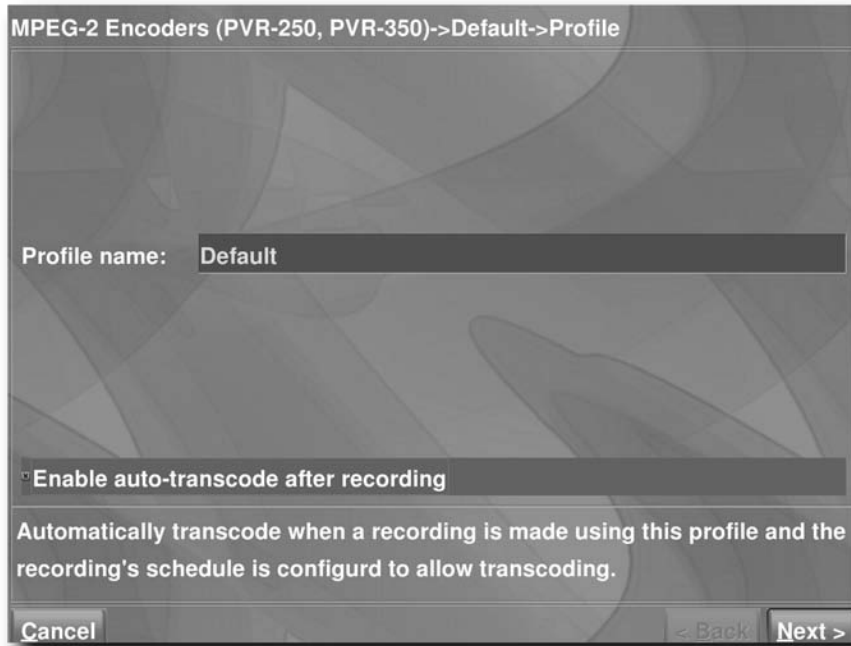 MPEG-2 Encoders (PVR-250, PVR-350)->Default->Profile
Profile name: Default
Enable auto-transcode after recording
Automatically transcode when a recording is made using this profile and the
recording's schedule is configurd to allow transcoding.
Cancel < Back Next >